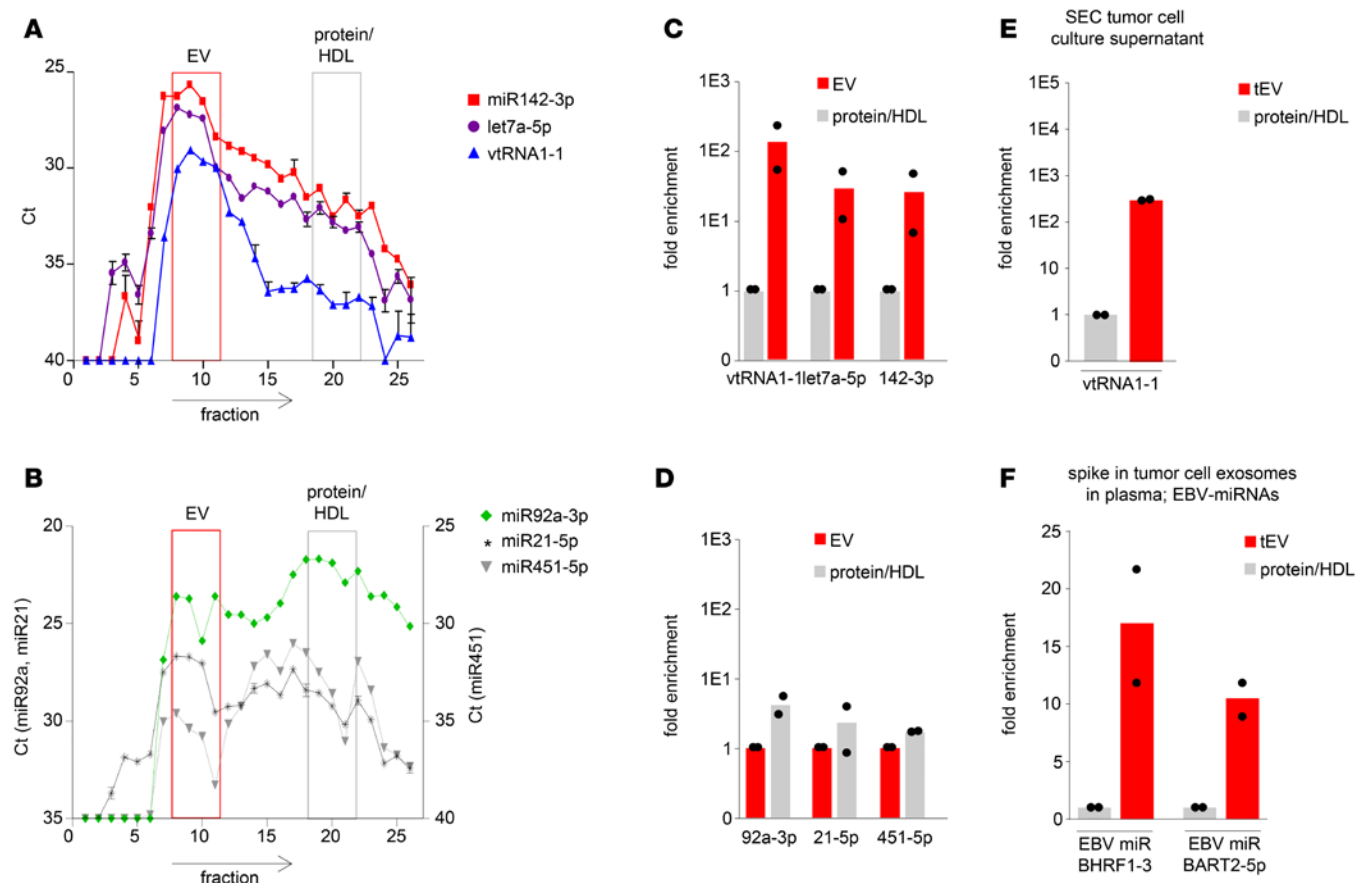 A
EV
protein/
HDL
Ct
25
30
35
40
0
5
10
15
20
25
fraction
miR142-3p
let7a-5p
vtRNA1-1
B
EV
protein/
HDL
Ct (miR92a, miR21)
20
25
30
35
25
30
35
40
Ct (miR451)
0
5
10
15
20
25
fraction
miR92a-3p
miR21-5p
miR451-5p
C
EV
protein/HDL
fold enrichment
1E3
1E2
1E1
1
0
vtRNA1-1let7a-5p 142-3p
D
EV
protein/HDL
fold enrichment
1E3
1E2
1E1
1
0
92a-3p 21-5p 451-5p
E
SEC tumor cell
culture supernatant
tEV
protein/HDL
fold enrichment
1E5
1E4
1E3
1E2
10
1
0
vtRNA1-1
F
spike in tumor cell exosomes
in plasma; EBV-miRNAs
tEV
protein/HDL
fold enrichment
25
20
15
10
5
0
EBV miR EBV miR
BHRF1-3 BART2-5p